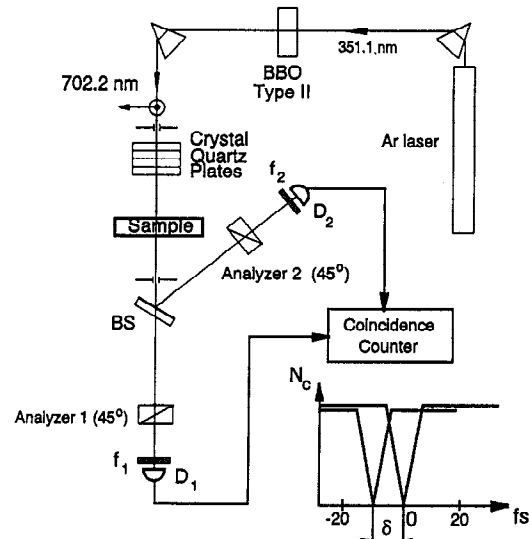 351.1 nm
BBO
Type II
702.2 nm
Ar laser
Crystal
Quartz
Plates
f2
D2
Sample
Analyzer 2 (45°)
BS
Coincidence
Counter
Nc
Analyzer 1 (45°)
f1
D1
-20
0
20
fs
δ